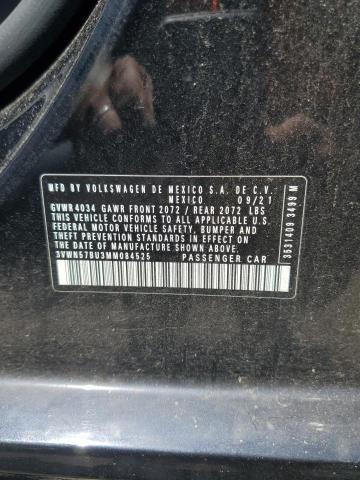 MFD BY VOLKSWAGEN DE MEXICO S.A. DE C.V.
MEXICO 09/21
GVWR 4034 GAWR FRONT 2072 / REAR 2072 LBS
THIS VEHICLE CONFORMS TO ALL APPLICABLE U.S.
FEDERAL MOTOR VEHICLE SAFETY, BUMPER AND
THEFT PREVENTION STANDARDS IN EFFECT ON
THE DATE OF MANUFACTURE SHOWN ABOVE.
3VWN57BU3MM084525 PASSENGER CAR
3531409 3499 M